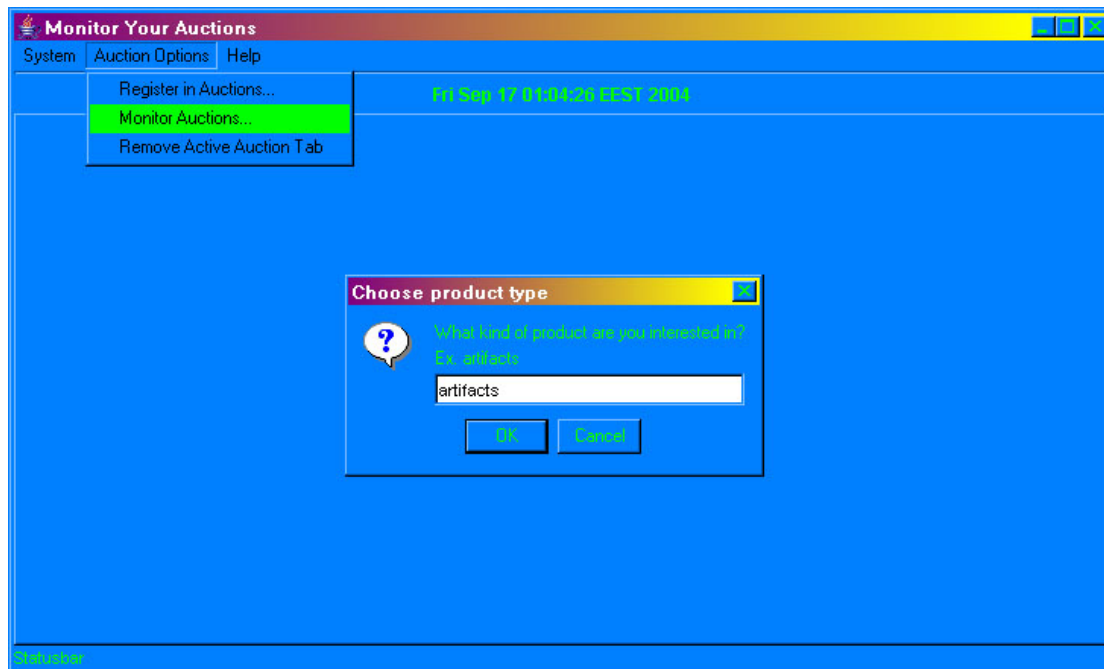 Monitor Your Auctions
System Auction Options Help
Register in Auctions...
Fri Sep 17 01:04:26 EEST 2004
Monitor Auctions...
Remove Active Auction Tab
Choose product type
What kind of product are you interested in?
Ex. artifacts
artifacts
OK Cancel
Statusbar